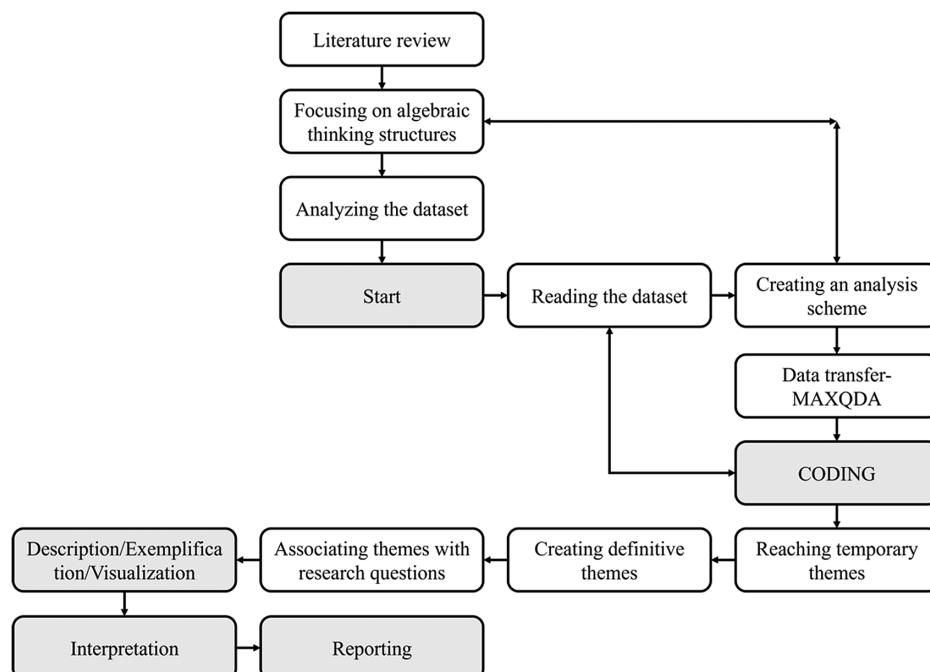 Literature review
Focusing on algebraic
thinking structures
Analyzing the dataset
Start
Reading the dataset
Creating an analysis
scheme
Data transfer-
MAXQDA
CODING
Description/Exemplifica
tion/Visualization
Associating themes with
research questions
Creating definitive
themes
Reaching temporary
themes
Interpretation
Reporting